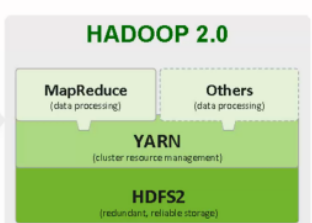 HADOOP 2.0
MapReduce
(data processing)
Others
(data processing)
YARN
(cluster resource management)
HDFS2
(redundant, reliable storage)